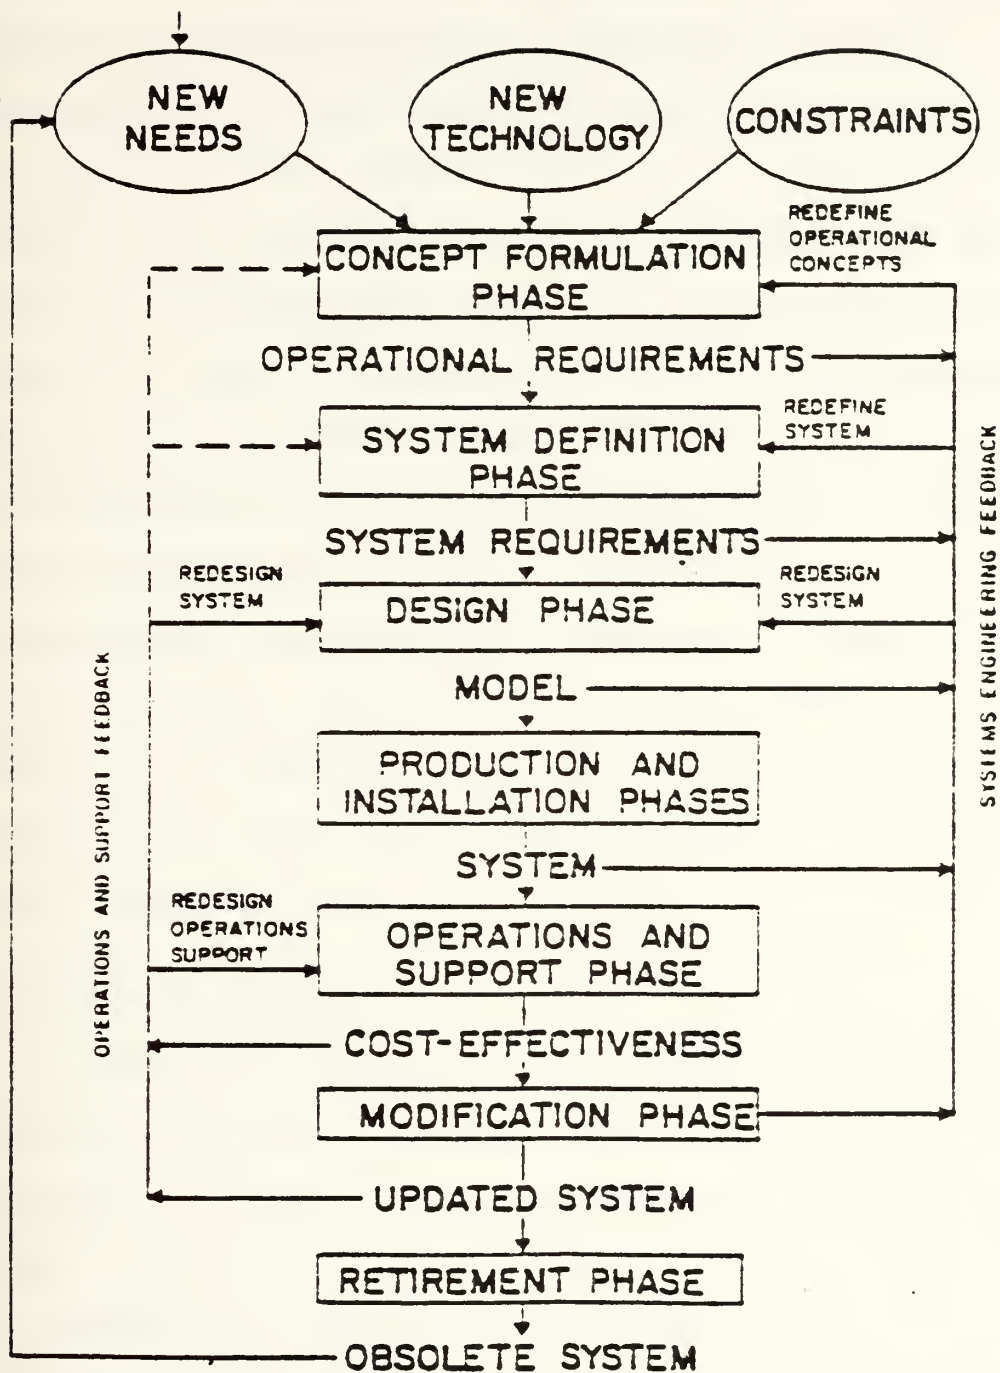 NEW
NEEDS
NEW
TECHNOLOGY
CONSTRAINTS
REDEFINE
OPERATIONAL
CONCEPTS
CONCEPT FORMULATION
PHASE
OPERATIONAL REQUIREMENTS
REDEFINE
SYSTEM
SYSTEM DEFINITION
PHASE
SYSTEM REQUIREMENTS
REDESIGN
SYSTEM
DESIGN PHASE
REDESIGN
SYSTEM
MODEL
PRODUCTION AND
INSTALLATION PHASES
SYSTEM
REDESIGN
OPERATIONS
SUPPORT
OPERATIONS AND
SUPPORT PHASE
COST-EFFECTIVENESS
MODIFICATION PHASE
UPDATED SYSTEM
RETIREMENT PHASE
OBSOLETE SYSTEM
OPERATIONS AND SUPPORT FEEDBACK
SYSTEMS ENGINEERING FEEDBACK